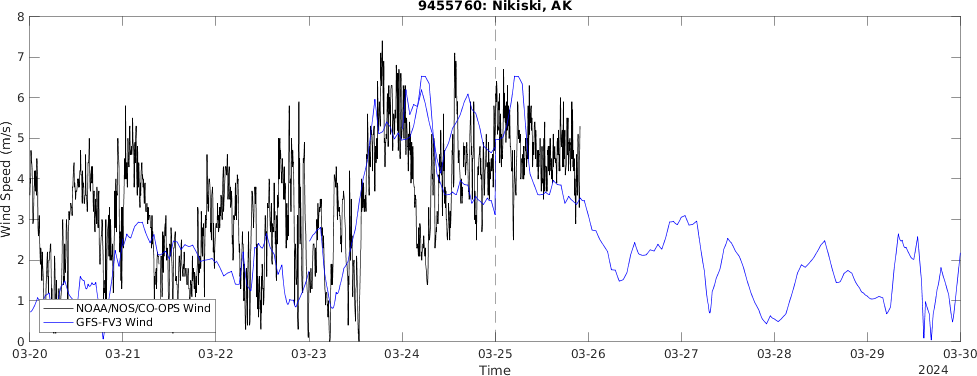 9455760: Nikiski, AK
8
7
6
5
4
3
2
1
0
Wind Speed (m/s)
NOAA/NOS/CO-OPS Wind
GFS-FV3 Wind
03-20 03-21 03-22 03-23 03-24 03-25 03-26 03-27 03-28 03-29 03-30
Time
2024